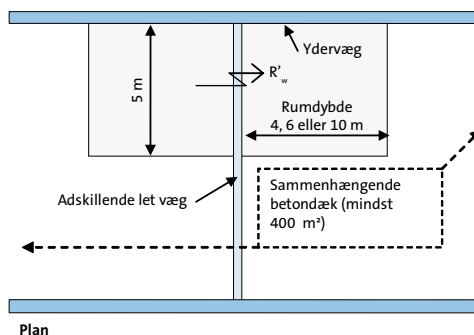 Ydervæg
R'w
5 m
Rumdybde
4, 6 eller 10 m
Adskillende let væg
Sammenhængende
betondæk (mindst
400 m²)
Plan